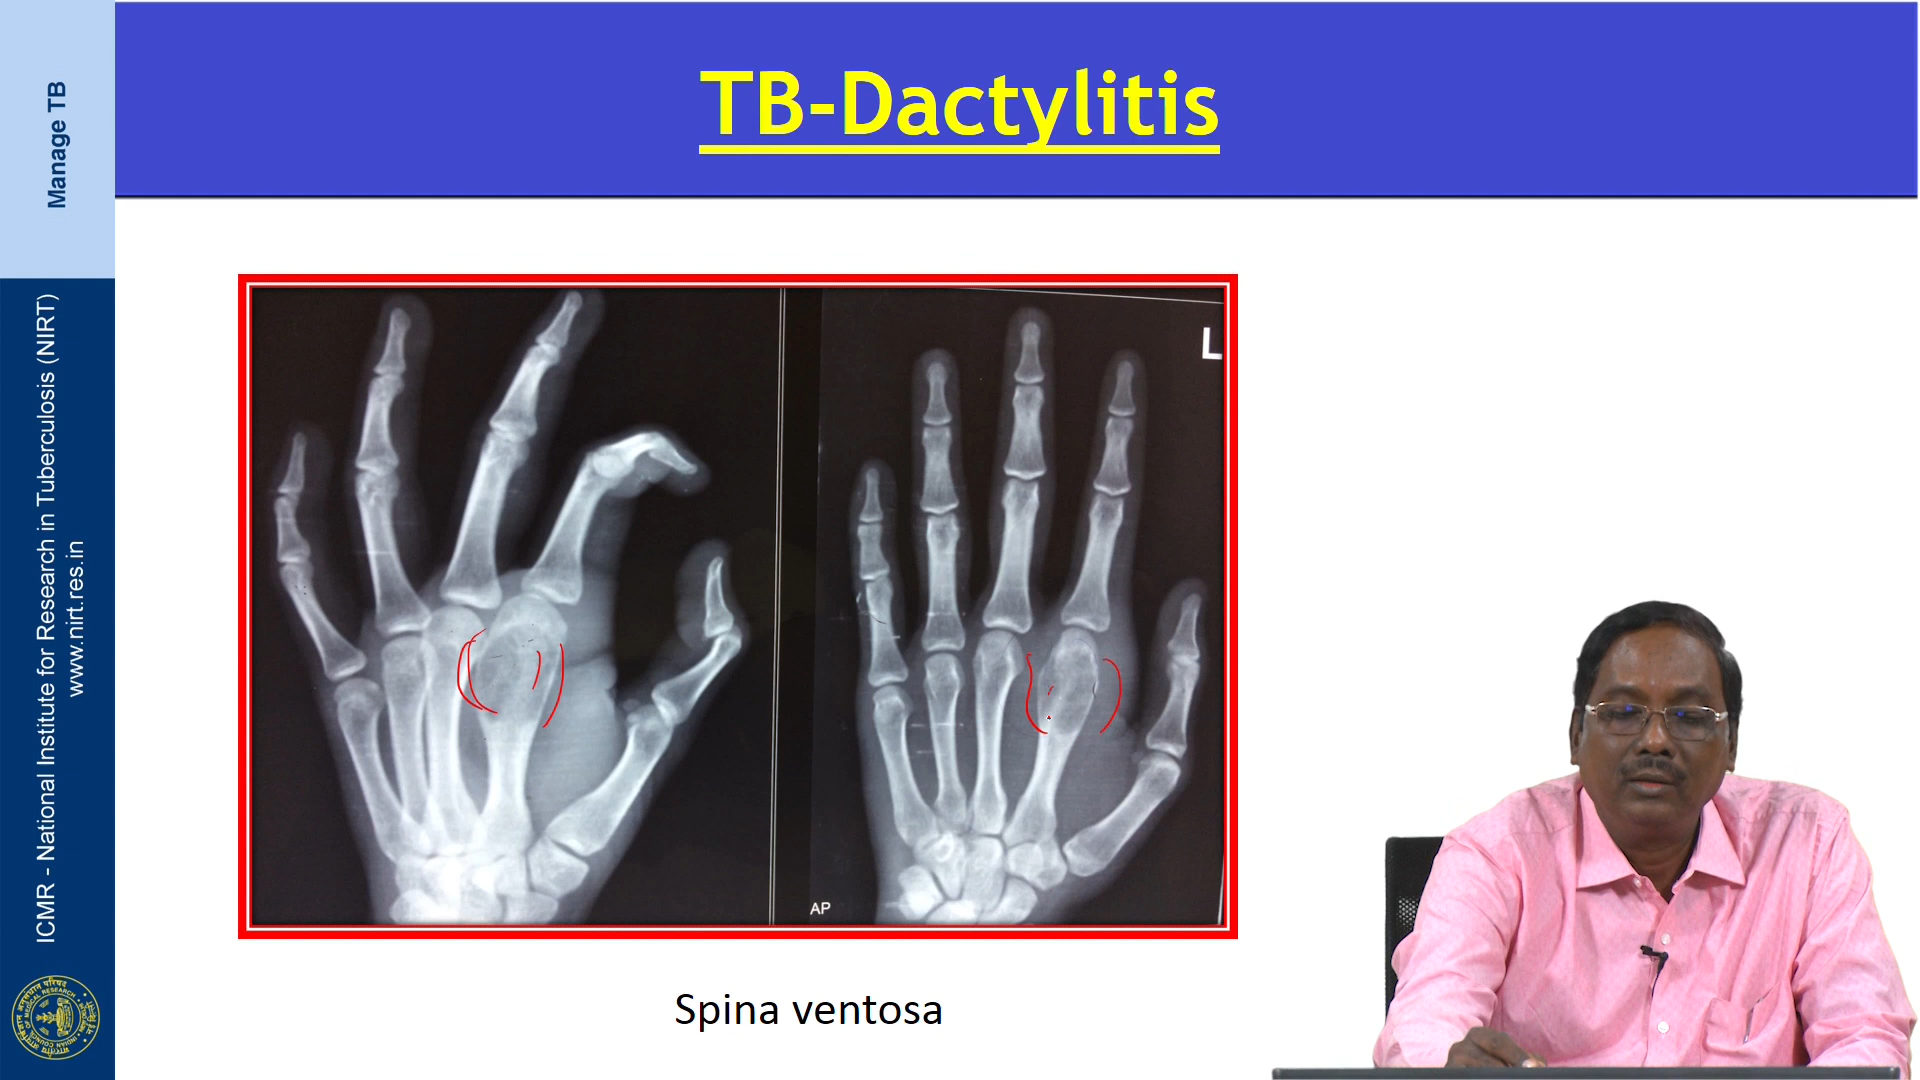 TB-Dactylitis
Manage TB
ICMR - National Institute for Research in Tuberculosis (NIRT)
www.nirt.res.in
L
AP
Spina ventosa